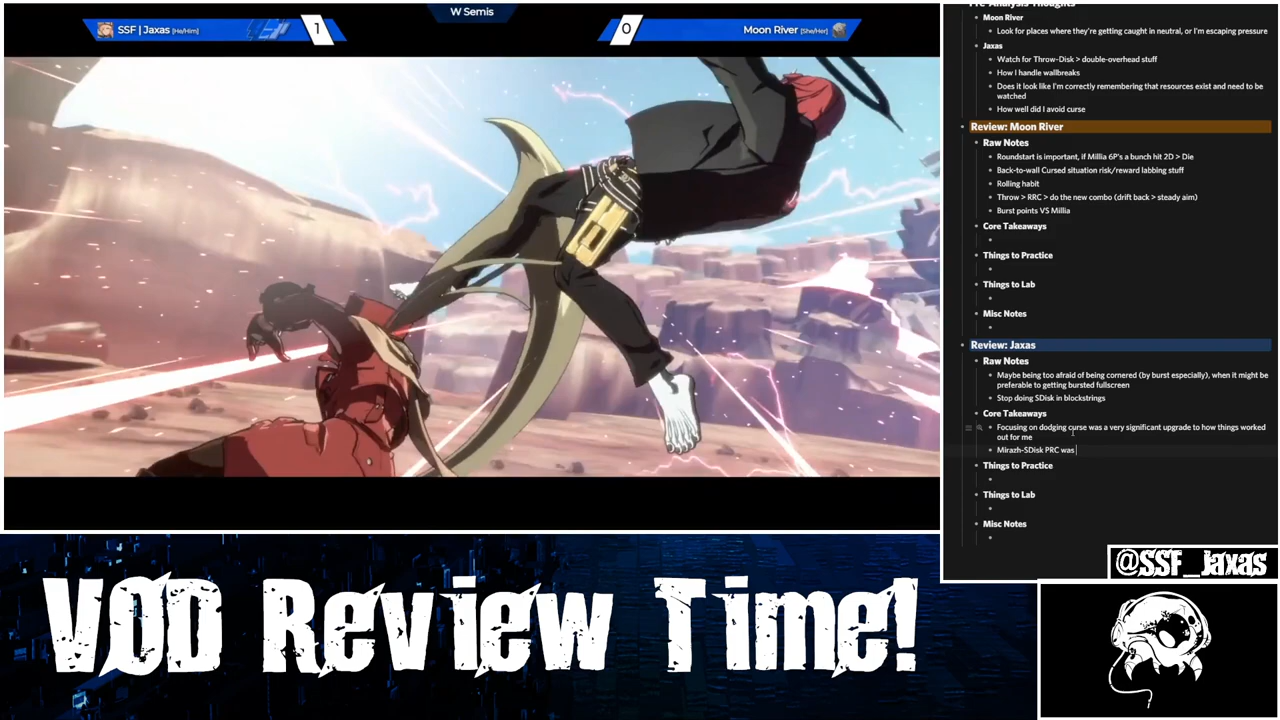 W Semis
SSF | Jaxas [He/Him]
1
0
Moon River [She/Her]
Pre-Analysis Thoughts
Moon River
Look for places where they're getting caught in neutral, or I'm escaping pressure
Jaxas
Watch for Throw-Disk > double-overhead stuff
How I handle wallbreaks
Does it look like I'm correctly remembering that resources exist and need to be
watched
How well did I avoid curse
Review: Moon River
Raw Notes
Roundstart is important, if Millia 6P's a bunch hit 2D > Die
Back-to-wall Cursed situation risk/reward labbing stuff
Rolling habit
Throw > RRC > do the new combo (drift back > steady aim)
Burst points VS Millia
Core Takeaways
Things to Practice
Things to Lab
Misc Notes
Review: Jaxas
Raw Notes
Maybe being too afraid of being cornered (by burst especially), when it might be
preferable to getting bursted fullscreen
Stop doing SDisk in blockstrings
Core Takeaways
Focusing on dodging curse was a very significant upgrade to how things worked
out for me
Mirazh-SDisk PRC was
Things to Practice
Things to Lab
Misc Notes
@SSF_Jaxas
VOD Review Time!